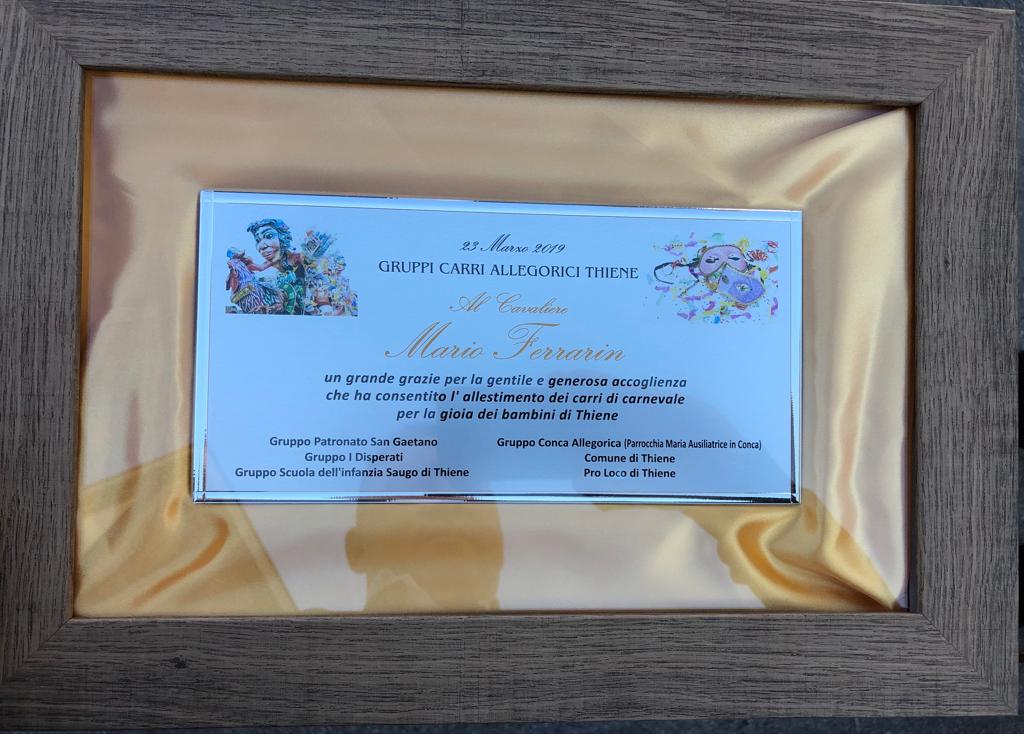 23 Marzo 2019
GRUPPI CARRI ALLEGORICI THIENE
Al Cavaliere
Mario Ferrarin
un grande grazie per la gentile e generosa accoglienza
che ha consentito l' allestimento dei carri di carnevale
per la gioia dei bambini di Thiene
Gruppo Patronato San Gaetano
Gruppo I Disperati
Gruppo Scuola dell'infanzia Saugo di Thiene
Gruppo Conca Allegorica (Parrocchia Maria Ausiliatrice in Conca)
Comune di Thiene
Pro Loco di Thiene